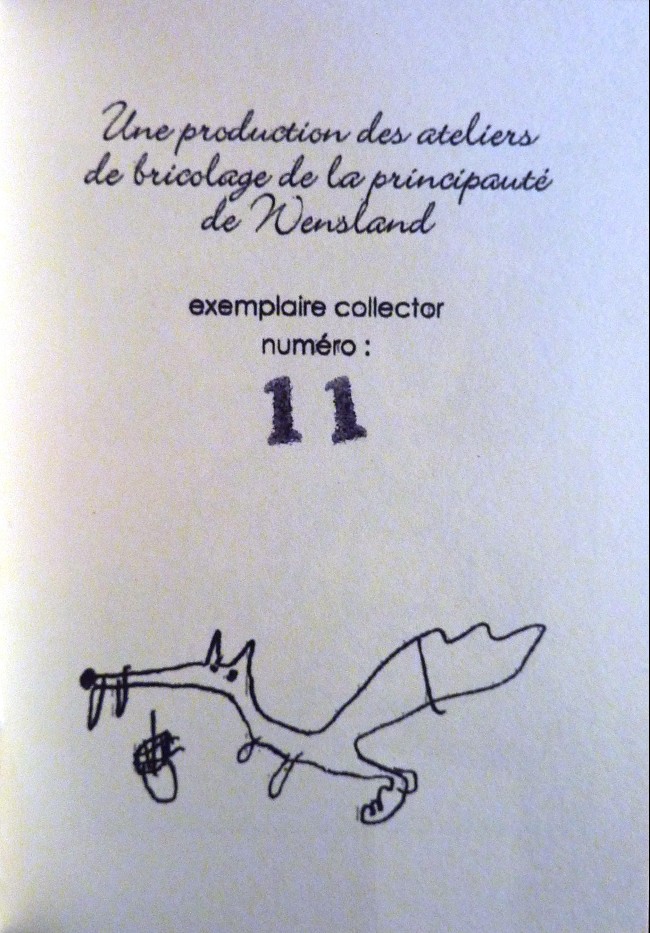 Une production des ateliers
de bricolage de la principauté
de Wensland
exemplaire collector
numéro :
11